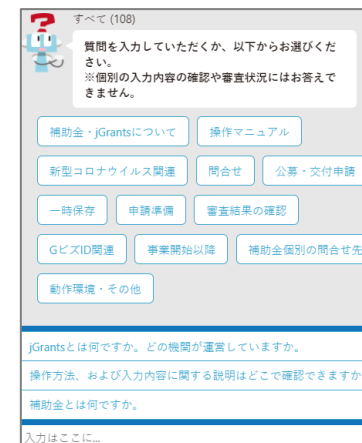 すべて (108)
質問を入力していただくか、以下からお選びくだ
さい。
※個別の入力内容の確認や審査状況にはお答えで
きません。
補助金・jGrantsについて
操作マニュアル
新型コロナウイルス関連
問合せ
公募・交付申請
一時保存
申請準備
審査結果の確認
GビズID関連
事業開始以降
補助金個別の問合せ先
動作環境・その他
jGrantsとは何ですか。どの機関が運営していますか。
操作方法、および入力内容に関する説明はどこで確認できますか
補助金とは何ですか。
入力はここに...